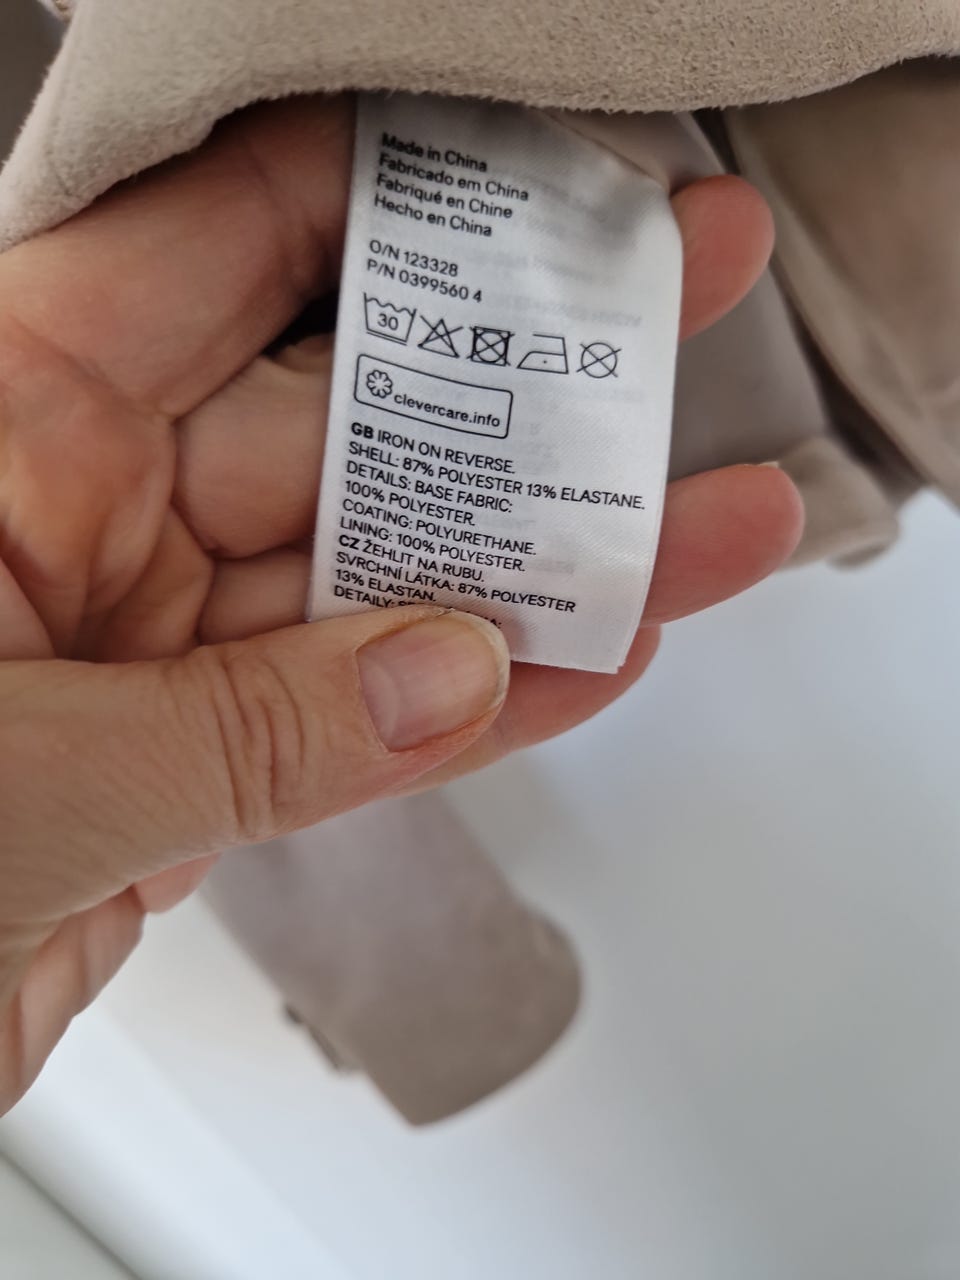 Made in China
Fabricado em China
Fabriqué en Chine
Hecho en China
O/N 123328
P/N 0399560 4
30
clevercare.info
GB IRON ON REVERSE.
SHELL: 87% POLYESTER 13% ELASTANE.
DETAILS: BASE FABRIC:
100% POLYESTER.
COATING: POLYURETHANE.
LINING: 100% POLYESTER.
CZ ŽEHLIT NA RUBU.
SVRCHNÍ LÁTKA: 87% POLYESTER
13% ELASTAN.
DETAILY: